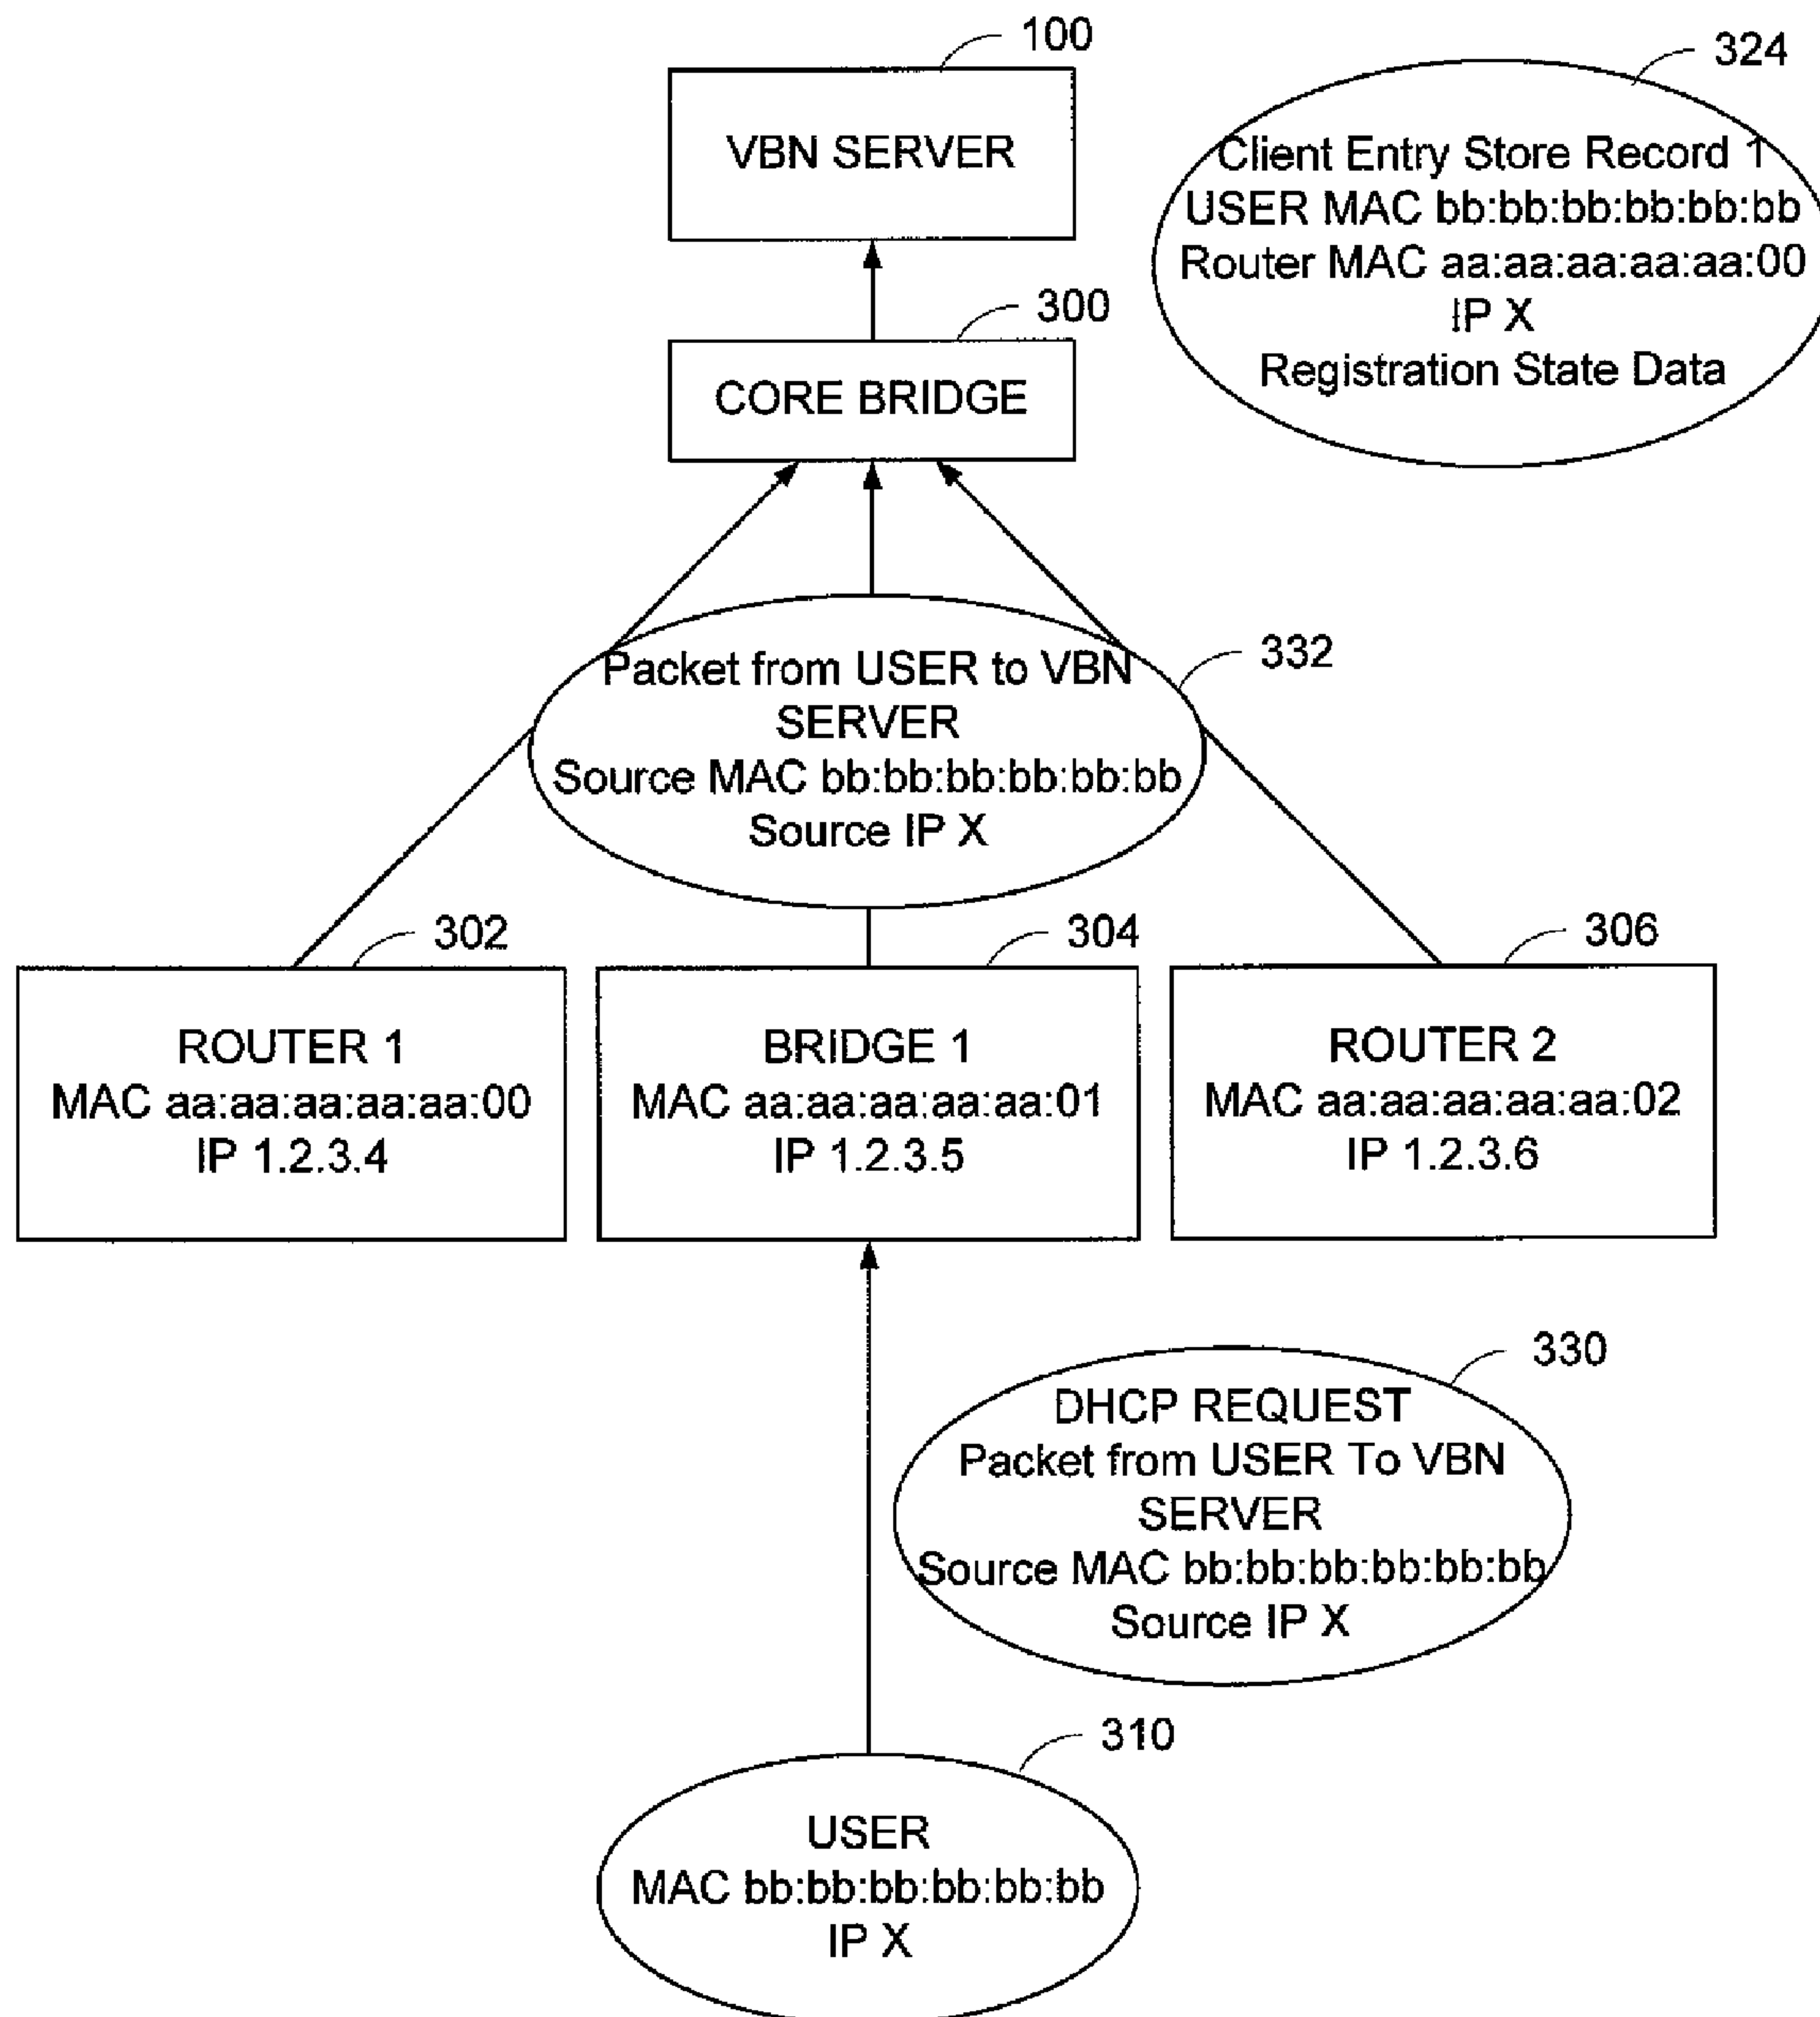 100
VBN SERVER
324
Client Entry Store Record 1
USER MAC bb:bb:bb:bb:bb:bb
Router MAC aa:aa:aa:aa:aa:00
IP X
Registration State Data
300
CORE BRIDGE
332
Packet from USER to VBN
SERVER
Source MAC bb:bb:bb:bb:bb:bb
Source IP X
302
ROUTER 1
MAC aa:aa:aa:aa:aa:00
IP 1.2.3.4
304
BRIDGE 1
MAC aa:aa:aa:aa:aa:01
IP 1.2.3.5
306
ROUTER 2
MAC aa:aa:aa:aa:aa:02
IP 1.2.3.6
330
DHCP REQUEST
Packet from USER To VBN
SERVER
Source MAC bb:bb:bb:bb:bb:bb
Source IP X
310
USER
MAC bb:bb:bb:bb:bb:bb
IP X